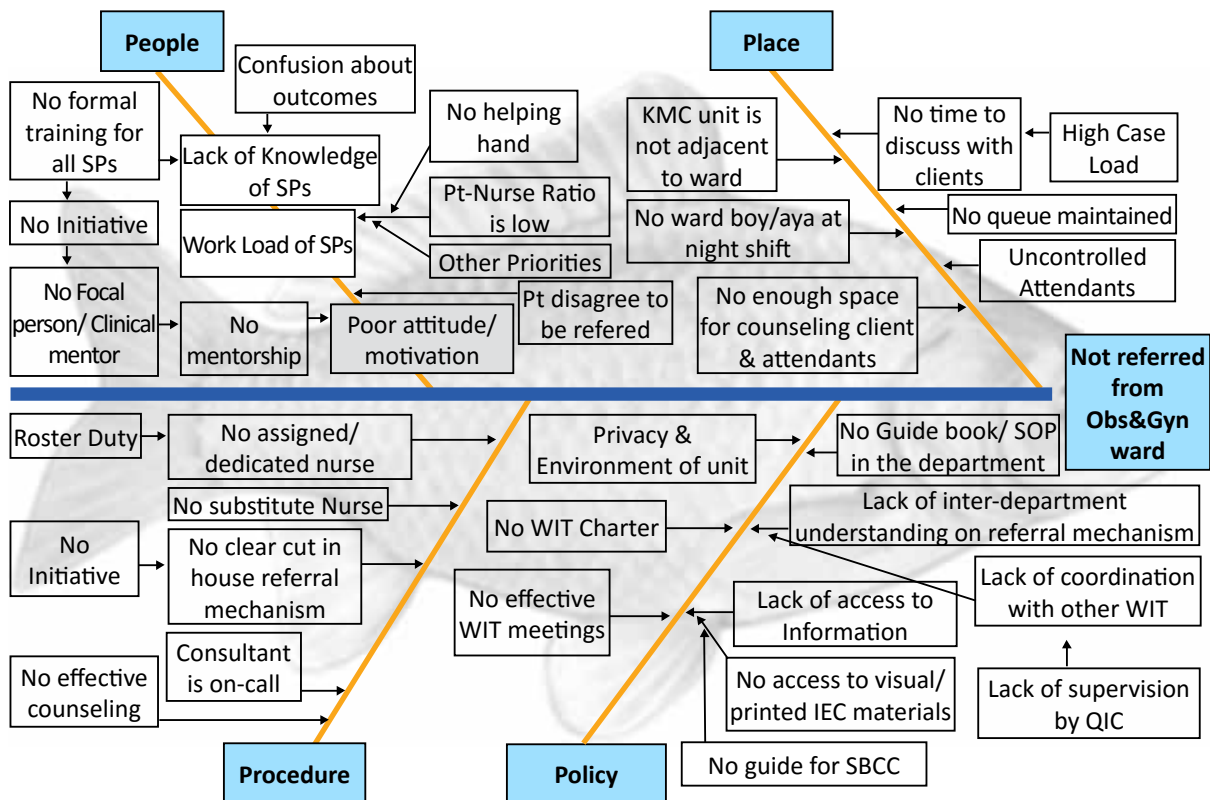 People
Place
Confusion about
outcomes
No formal
training for
all SPs
Lack of Knowledge
of SPs
No helping
hand
No Initiative
Work Load of SPs
Pt-Nurse Ratio
is low
Other Priorities
No Focal
person/ Clinical
mentor
No
mentorship
Poor attitude/
motivation
Pt disagree to
be refered
KMC unit is
not adjacent
to ward
No time to
discuss with
clients
High Case
Load
No ward boy/aya at
night shift
No queue maintained
Uncontrolled
Attendants
No enough space
for counseling client
& attendants
Not referred
from
Obs&Gyn
ward
Roster Duty
No assigned/
dedicated nurse
No substitute Nurse
No
Initiative
No clear cut in
house referral
mechanism
Consultant
is on-call
No effective
counseling
Procedure
Privacy &
Environment of unit
No Guide book/ SOP
in the department
No WIT Charter
Lack of inter-department
understanding on referral mechanism
No effective
WIT meetings
Lack of access to
Information
Lack of coordination
with other WIT
No access to visual/
printed IEC materials
Lack of supervision
by QIC
No guide for SBCC
Policy